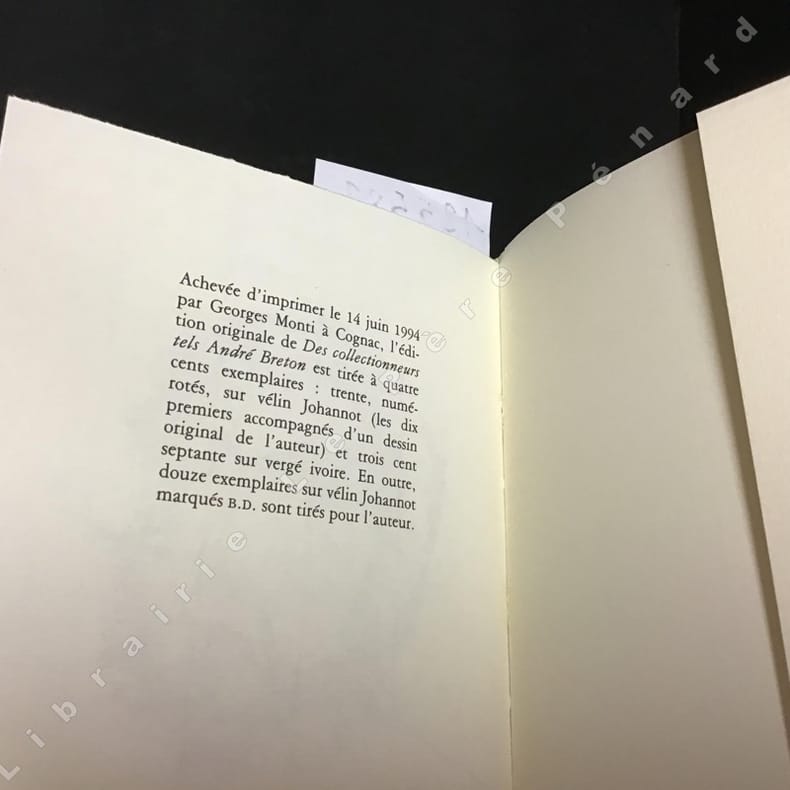 Achevée d'imprimer le 14 juin 1994
par Georges Monti à Cognac, l'édi-
tion originale de Des collectionneurs
tels André Breton est tirée à quatre
cents exemplaires : trente, numé-
rotés, sur vélin Johannot (les dix
premiers accompagnés d'un dessin
original de l'auteur) et trois cent
septante sur vergé ivoire. En outre,
douze exemplaires sur vélin Johannot
marqués B.D. sont tirés pour l'auteur.
Librairie Le Père Pénard